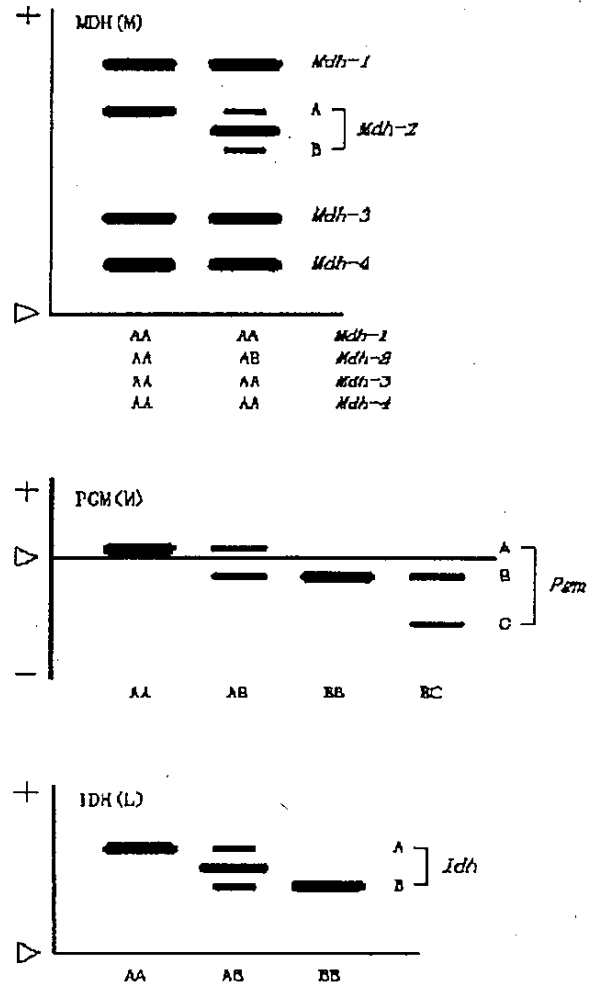 + MDH (M)
Mdh-1
A
Mdh-2
B
Mdh-3
Mdh-4
AA AA Mdh-1
AA AB Mdh-2
AA AA Mdh-3
AA AA Mdh-4
+ PGM (M)
A
B Pgm
C
−
AA AB BB BC
+ IDH (L)
A
Idh
B
AA AB BB